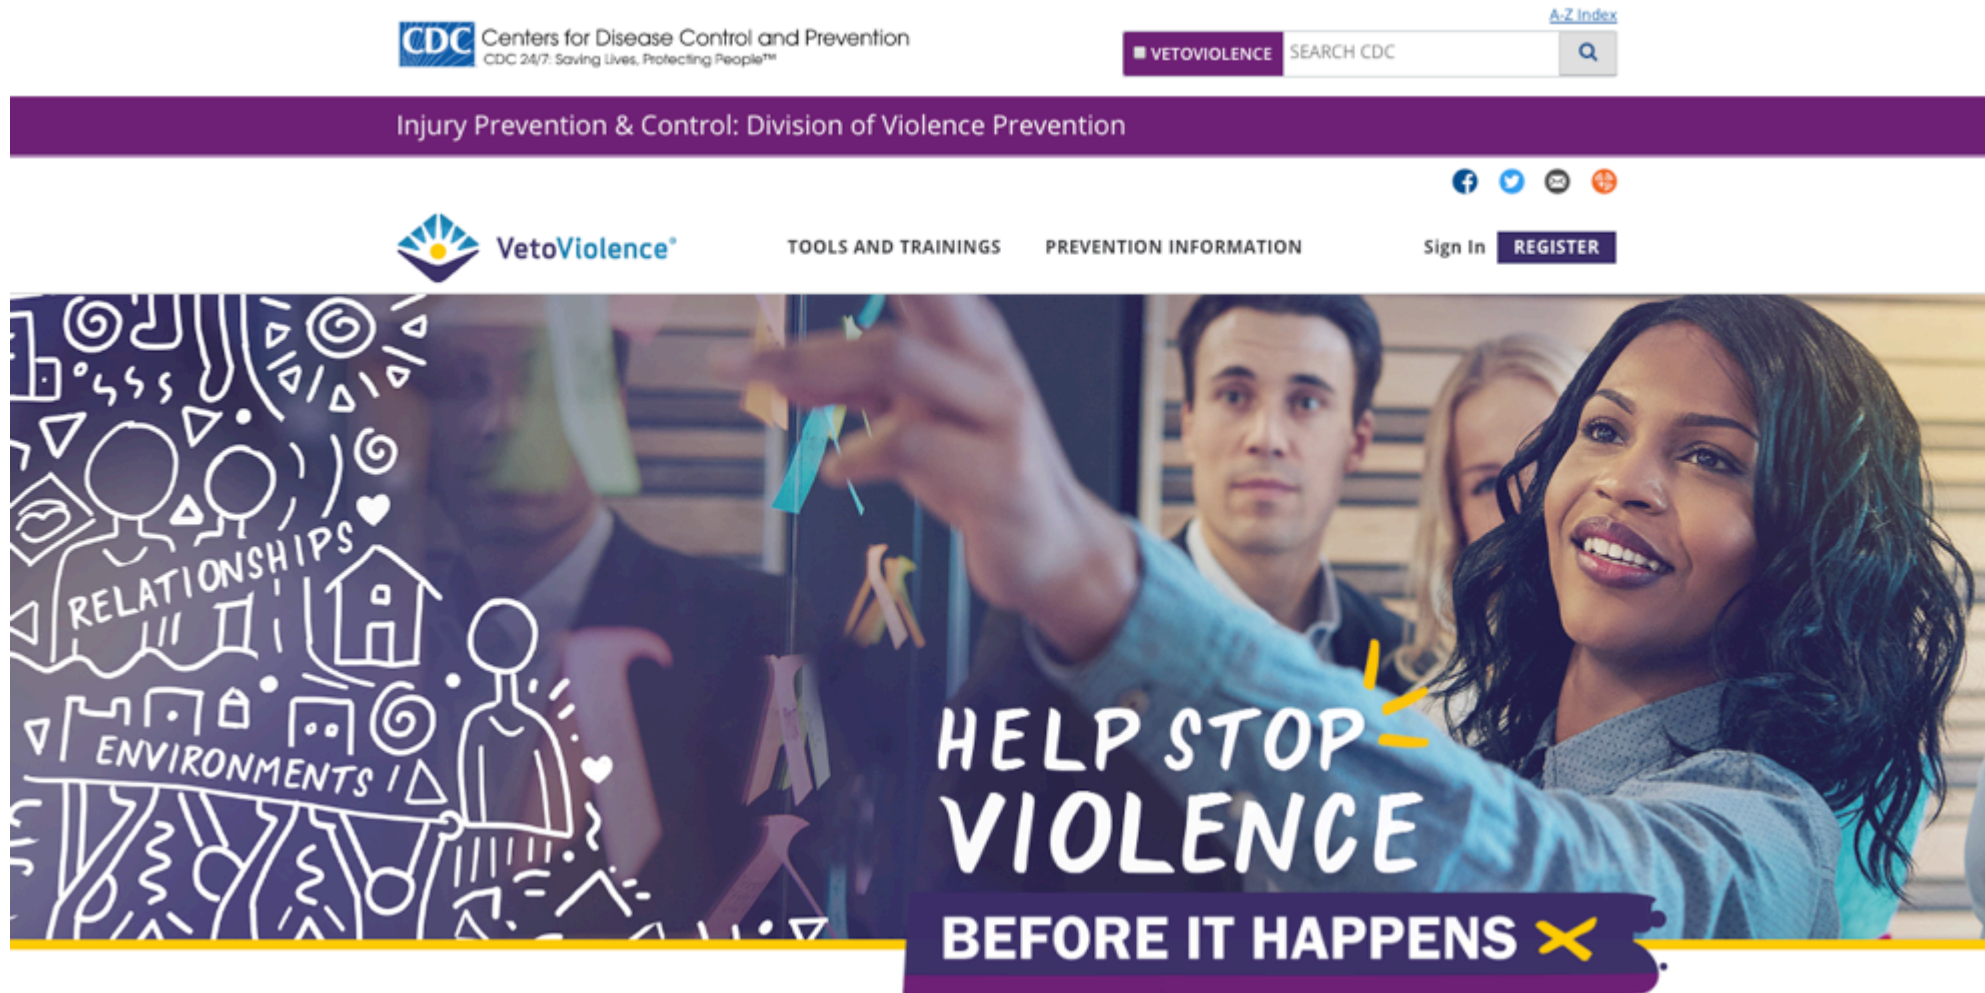 A-Z Index
CDC Centers for Disease Control and Prevention
CDC 24/7: Saving Lives, Protecting People™
VETOVIOLENCE SEARCH CDC
Injury Prevention & Control: Division of Violence Prevention
VetoViolence® TOOLS AND TRAININGS PREVENTION INFORMATION Sign In REGISTER
RELATIONSHIPS
ENVIRONMENTS
HELP STOP
VIOLENCE
BEFORE IT HAPPENS